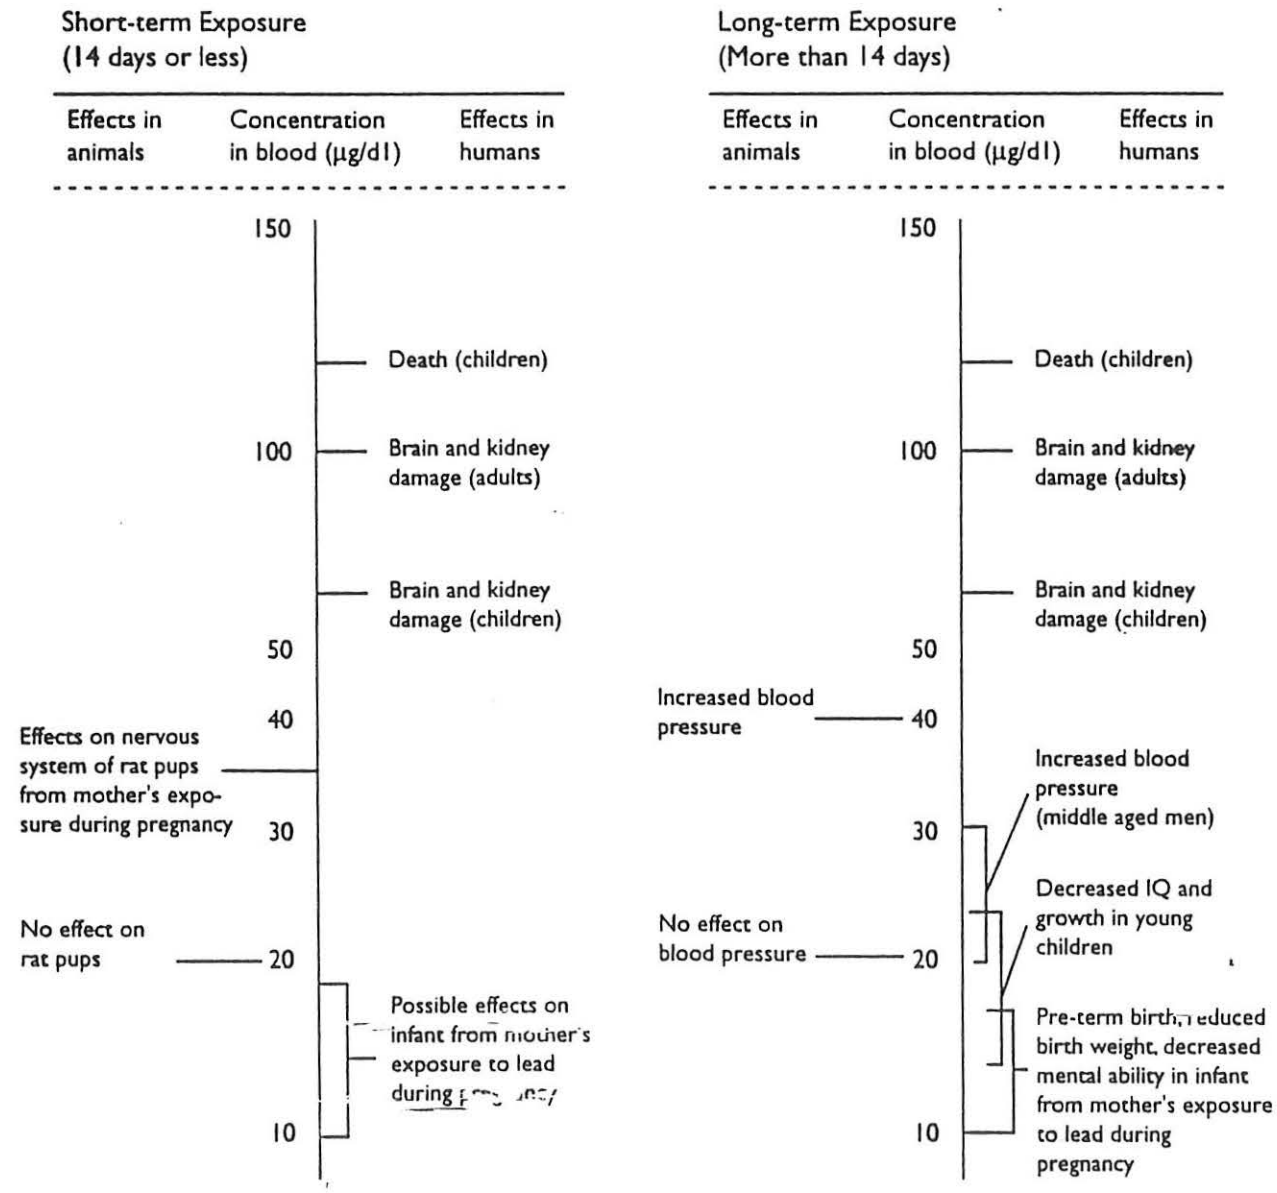 Short-term Exposure
(14 days or less)
Effects in
animals
Concentration
in blood (μg/dl)
Effects in
humans
150
Death (children)
100
Brain and kidney
damage (adults)
Brain and kidney
damage (children)
50
40
Effects on nervous
system of rat pups
from mother's expo-
sure during pregnancy
30
No effect on
rat pups
20
Possible effects on
infant from mother's
exposure to lead
during
10
Long-term Exposure
(More than 14 days)
Effects in
animals
Concentration
in blood (μg/dl)
Effects in
humans
150
Death (children)
100
Brain and kidney
damage (adults)
Brain and kidney
damage (children)
50
Increased blood
pressure
40
Increased blood
pressure
(middle aged men)
30
Decreased IQ and
growth in young
children
No effect on
blood pressure
20
Pre-term birth, reduced
birth weight, decreased
mental ability in infant
from mother's exposure
to lead during
pregnancy
10